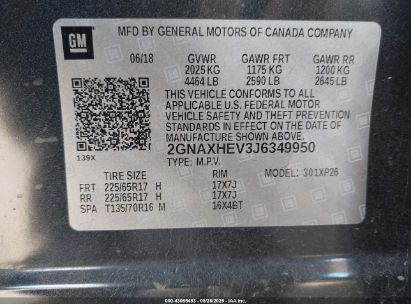 GM
MFD BY GENERAL MOTORS OF CANADA COMPANY
06/18 GVWR GAWR FRT GAWR RR
2025 KG 1175 KG 1200 KG
4464 LB 2590 LB 2645 LB
THIS VEHICLE CONFORMS TO ALL
APPLICABLE U.S. FEDERAL MOTOR
VEHICLE SAFETY AND THEFT PREVENTION
STANDARDS IN EFFECT ON THE DATE OF
MANUFACTURE SHOWN ABOVE.
2GNAXHEV3J6349950
139X TYPE: M.P.V. MODEL: 301XP26
TIRE SIZE RIM
FRT 225/65R17 H 17X7J
RR 225/65R17 H 17X7J
SPA T135/70R16 M 16X4BT